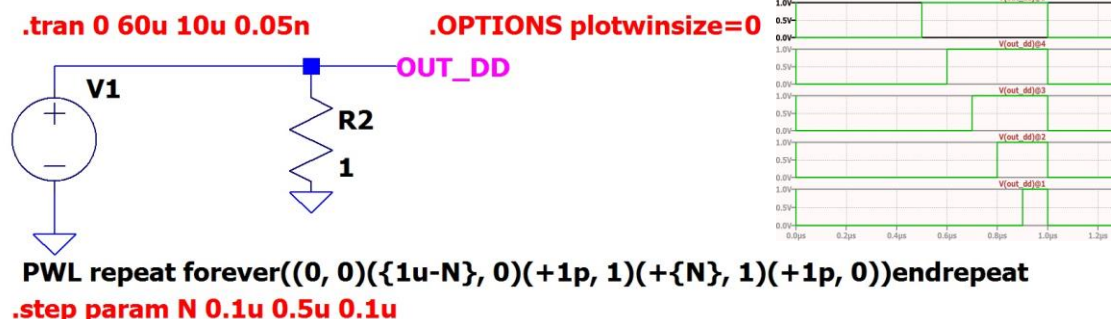 .tran 0 60u 10u 0.05n
.OPTIONS plotwinsize=0
OUT_DD
V1
R2
1
1.0V
0.5V
0.0V
V(out_dd)@4
1.0V
0.5V
0.0V
V(out_dd)@3
1.0V
0.5V
0.0V
V(out_dd)@2
1.0V
0.5V
0.0V
V(out_dd)@1
1.0V
0.5V
0.0V
0.0µs 0.2µs 0.4µs 0.6µs 0.8µs 1.0µs 1.2µs
PWL repeat forever((0, 0)({1u-N}, 0)(+1p, 1)(+{N}, 1)(+1p, 0))endrepeat
.step param N 0.1u 0.5u 0.1u